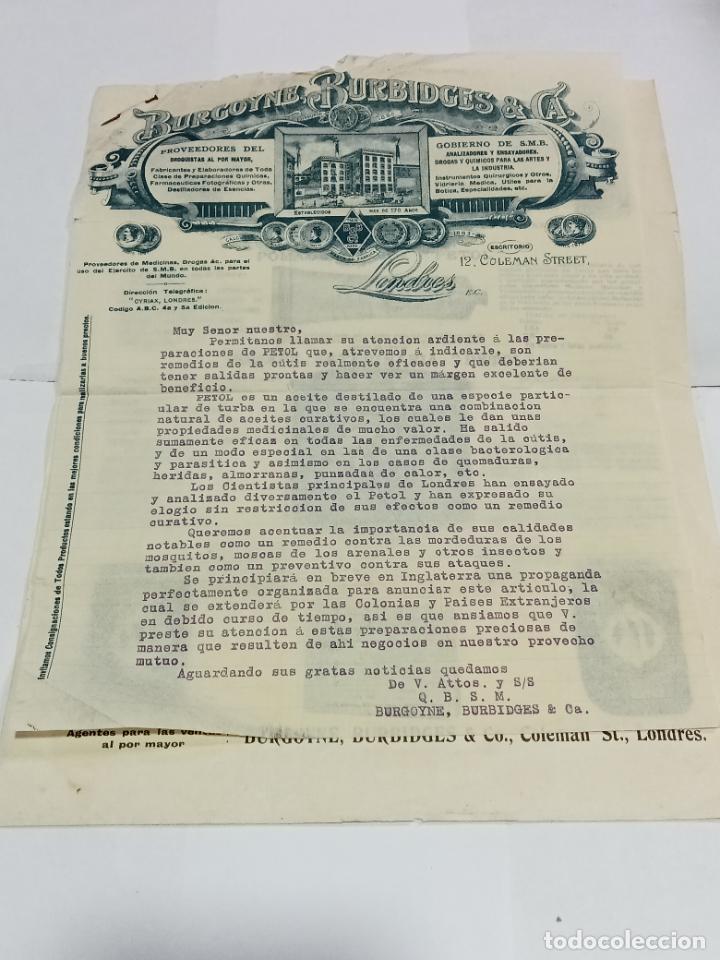 BURGOYNE, BURBIDGES & CA.
PROVEEDORES DEL
DROGUISTAS AL POR MAYOR,
Fabricantes y Elaboradores de Toda
Clase de Preparaciones Quimicas,
Farmaceuticas Fotográficas y Otras.
Destiladores de Esencias.
GOBIERNO DE S.M.B.
ANALIZADORES Y ENSAYADORES.
DROGAS Y QUIMICOS PARA LAS ARTES Y
LA INDUSTRIA.
Instrumentos Quirurgicos y Otros,
Vidrieria Medica, Utiles para la
Botica, Especialidades, etc.
ESTABLECIDOS MAS DE 170 AÑOS
Proveedores de Medicinas, Drogas &c. para el
uso del Ejercito de S.M.B. en todas las partes
del Mundo.
Dirección Telegráfica:
"CYRIAX, LONDRES."
Codigo A.B.C. 4a y 5a Edicion.
ESCRITORIO
12, COLEMAN STREET,
Londres,
E.C.
Invitamos Consignaciones de Todos Productos estando en las mejores condiciones para realizarlas a buenos precios.
Muy Senor nuestro,
Permitanos llamar su atencion ardiente á las pre-
paraciones de PETOL que, atrevemos á indicarle, son
remedios de la cútis realmente eficaces y que deberian
tener salidas prontas y hacer ver un márgen excelente de
beneficio.
PETOL es un aceite destilado de una especie partic-
ular de turba en la que se encuentra una combinacion
natural de aceites curativos, los cuales le dan unas
propiedades medicinales de mucho valor. Ha salido
sumamente eficaz en todas las enfermedades de la cútis,
y de un modo especial en las de una clase bacterologica
y parasitica y asimismo en los casos de quemaduras,
heridas, almorranas, punzadas de calor, etc.
Los Cientistas principales de Londres han ensayado
y analizado diversamente el Petol y han expresado su
elogio sin restriccion de sus efectos como un remedio
curativo.
Queremos acentuar la importancia de sus calidades
notables como un remedio contra las mordeduras de los
mosquitos, moscas de los arenales y otros insectos y
tambien como un preventivo contra sus ataques.
Se principiará en breve en Inglaterra una propaganda
perfectamente organizada para anunciar este articulo, la
cual se extenderá por las Colonias y Paises Extranjeros
en debido curso de tiempo, asi es que ansiamos que V.
preste su atencion á estas preparaciones preciosas de
manera que resulten de ahi negocios en nuestro provecho
mutuo.
Aguardando sus gratas noticias quedamos
De V. Attos. y S/S
Q. B. S. M.
BURGOYNE, BURBIDGES & Ca.
Agentes para las
al por mayor
BURGOYNE, BURBIDGES & Co., Coleman St., Londres.
todocoleccion
todocoleccion.net